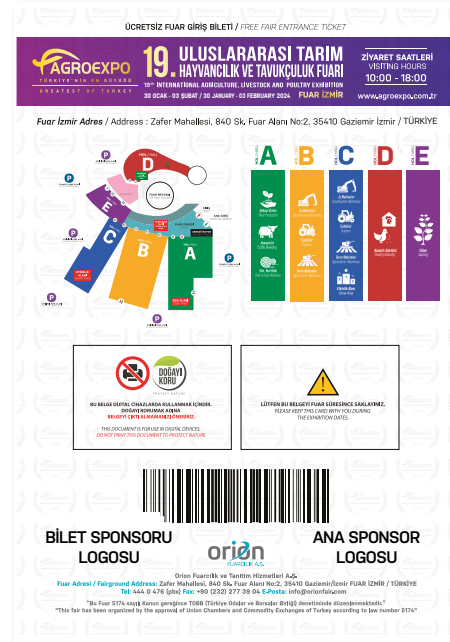 ÜCRETSİZ FUAR GİRİŞ BİLETİ / FREE FAIR ENTRANCE TICKET
AGROEXPO
TÜRKİYE'NİN EN BÜYÜĞÜ
GREATEST OF TURKEY
19. ULUSLARARASI TARIM
HAYVANCILIK VE TAVUKÇULUK FUARI
19TH INTERNATIONAL AGRICULTURE, LIVESTOCK AND POULTRY EXHIBITION
30 OCAK - 03 ŞUBAT / 30 JANUARY - 03 FEBRUARY 2024 FUAR İZMİR
ZİYARET SAATLERİ
VISITING HOURS
10:00 - 18:00
www.agroexpo.com.tr
Fuar İzmir Adres / Address : Zafer Mahallesi, 840 Sk, Fuar Alanı No:2, 35410 Gaziemir İzmir / TÜRKİYE
D
E
C
B
A
P
P
P
P
P
P
P
A
B
C
D
E
DOĞAYI
KORU
PROTECT NATURE
BU BELGE DİJİTAL CİHAZLARDA KULLANMAK İÇİNDİR.
DOĞAYI KORUMAK ADINA
BELGEYİ ÇIKTI ALMAMANIZI ÖNERİRİZ.
THIS DOCUMENT IS FOR USE IN DIGITAL DEVICES.
DO NOT PRINT THIS DOCUMENT TO PROTECT NATURE.
LÜTFEN BU BELGEYİ FUAR SÜRESİNCE SAKLAYINIZ.
PLEASE KEEP THIS CARD WITH YOU DURING
THE EXHIBITION DATES.
BİLET SPONSORU
LOGOSU
orion
FUARCILIK A.Ş.
ANA SPONSOR
LOGOSU
Orion Fuarcılık ve Tanıtım Hizmetleri A.Ş.
Fuar Adresi / Fairground Address: Zafer Mahallesi, 840 Sk. Fuar Alanı No:2, 35410 Gaziemir/İzmir FUAR İZMİR / TÜRKİYE
Tel: 444 0 476 (pbx) Fax: +90 (232) 277 39 04 E-Posta: info@orionfair.com
"Bu Fuar 5174 sayılı Kanun gereğince TOBB (Türkiye Odalar ve Borsalar Birliği) denetiminde düzenlenmektedir."
"This fair has been organized by the approval of Union Chambers and Commodity Exchanges of Turkey according to law number 5174"